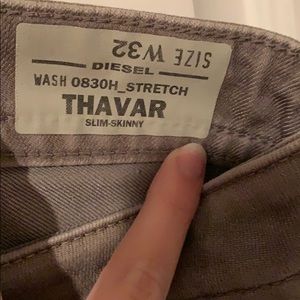 SIZE W32
DIESEL
WASH 0830H_STRETCH
THAVAR
SLIM-SKINNY